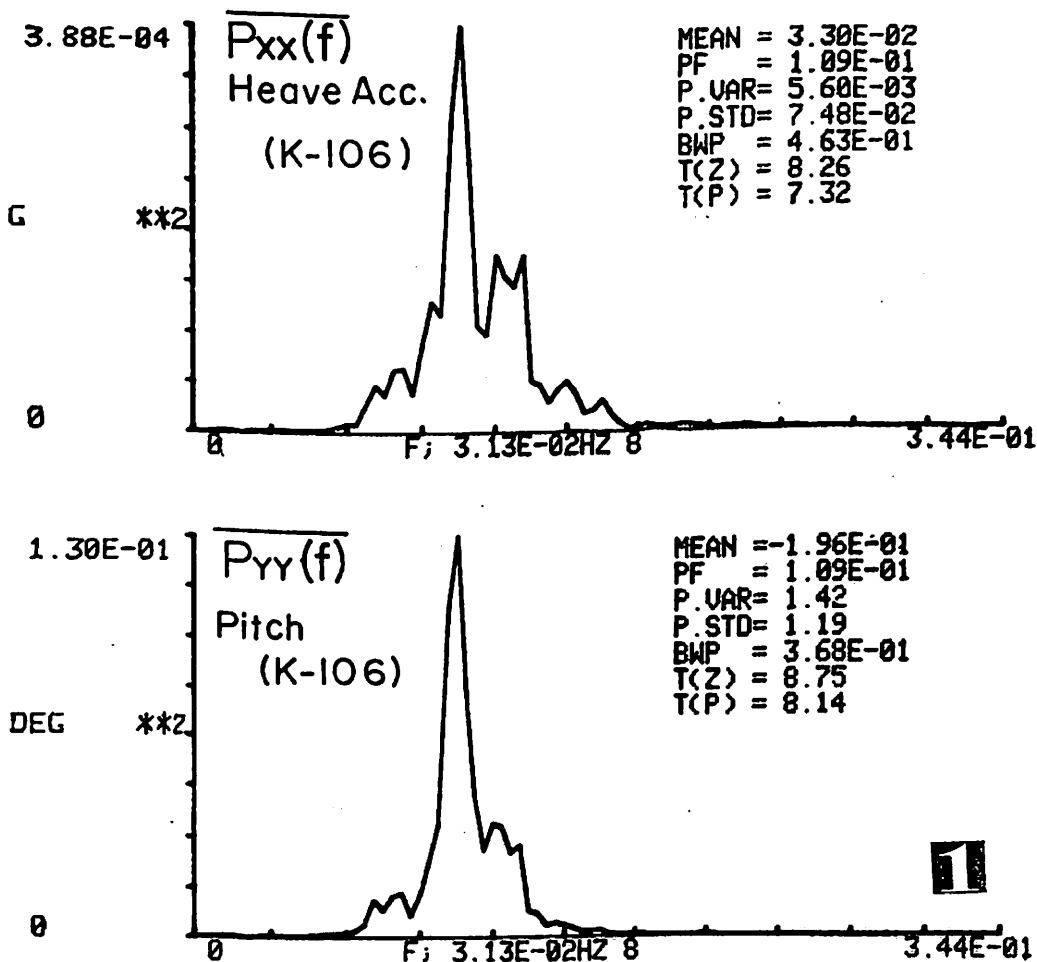 3.88E-04
Pxx(f)
Heave Acc.
(K-106)
MEAN = 3.30E-02
PF = 1.09E-01
P.VAR= 5.60E-03
P.STD= 7.48E-02
BWP = 4.63E-01
T(Z) = 8.26
T(P) = 7.32
G **2
0
0 F; 3.13E-02HZ 8 3.44E-01
1.30E-01
PYY(f)
Pitch
(K-106)
MEAN =-1.96E-01
PF = 1.09E-01
P.VAR= 1.42
P.STD= 1.19
BWP = 3.68E-01
T(Z) = 8.75
T(P) = 8.14
DEG **2
1
0
0 F; 3.13E-02HZ 8 3.44E-01